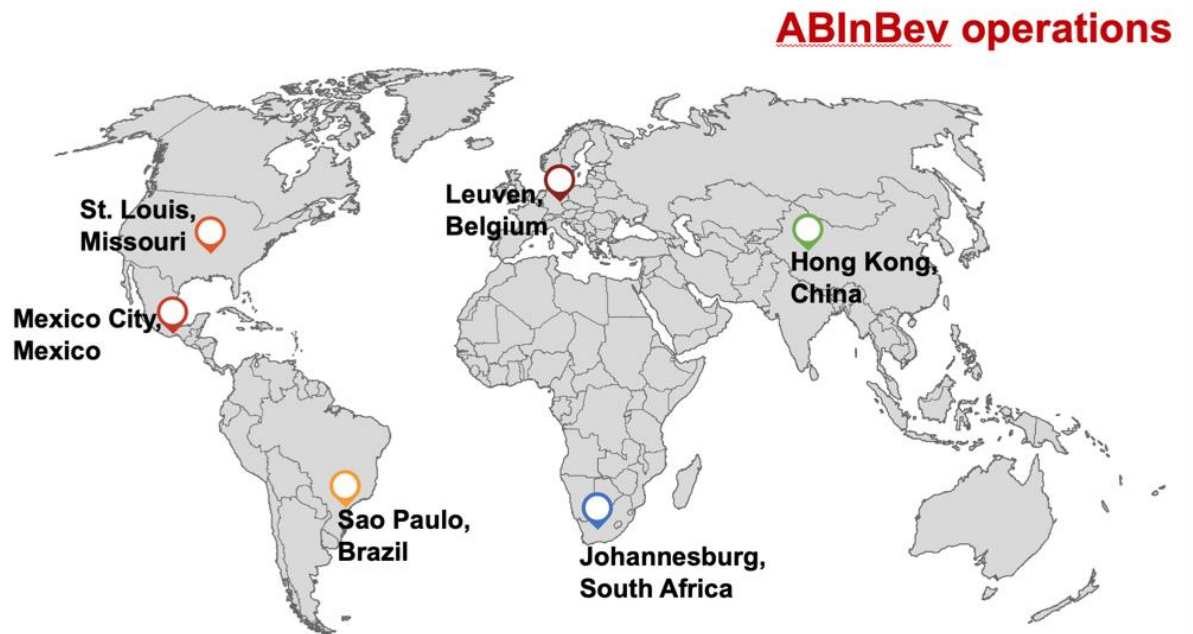 ABInBev operations
St. Louis,
Missouri
Leuven,
Belgium
Hong Kong,
China
Mexico City,
Mexico
Sao Paulo,
Brazil
Johannesburg,
South Africa